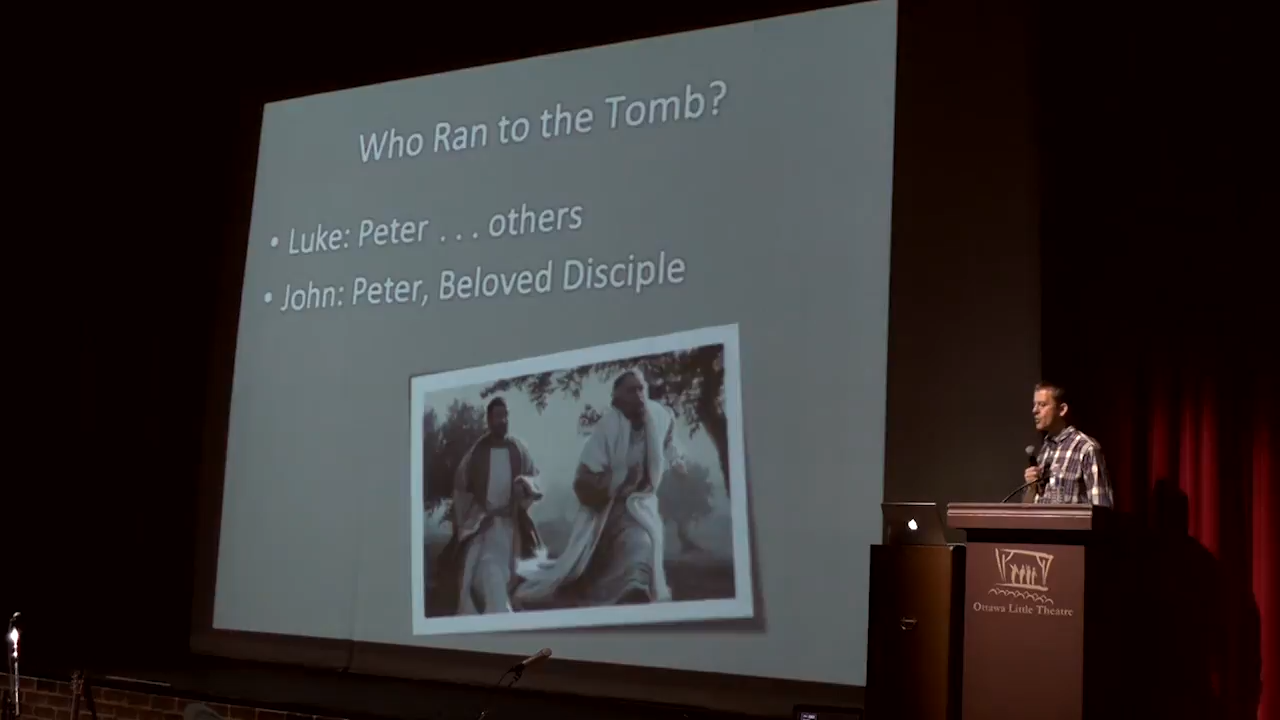 Who Ran to the Tomb?
• Luke: Peter . . . others
• John: Peter, Beloved Disciple
Ottawa Little Theatre